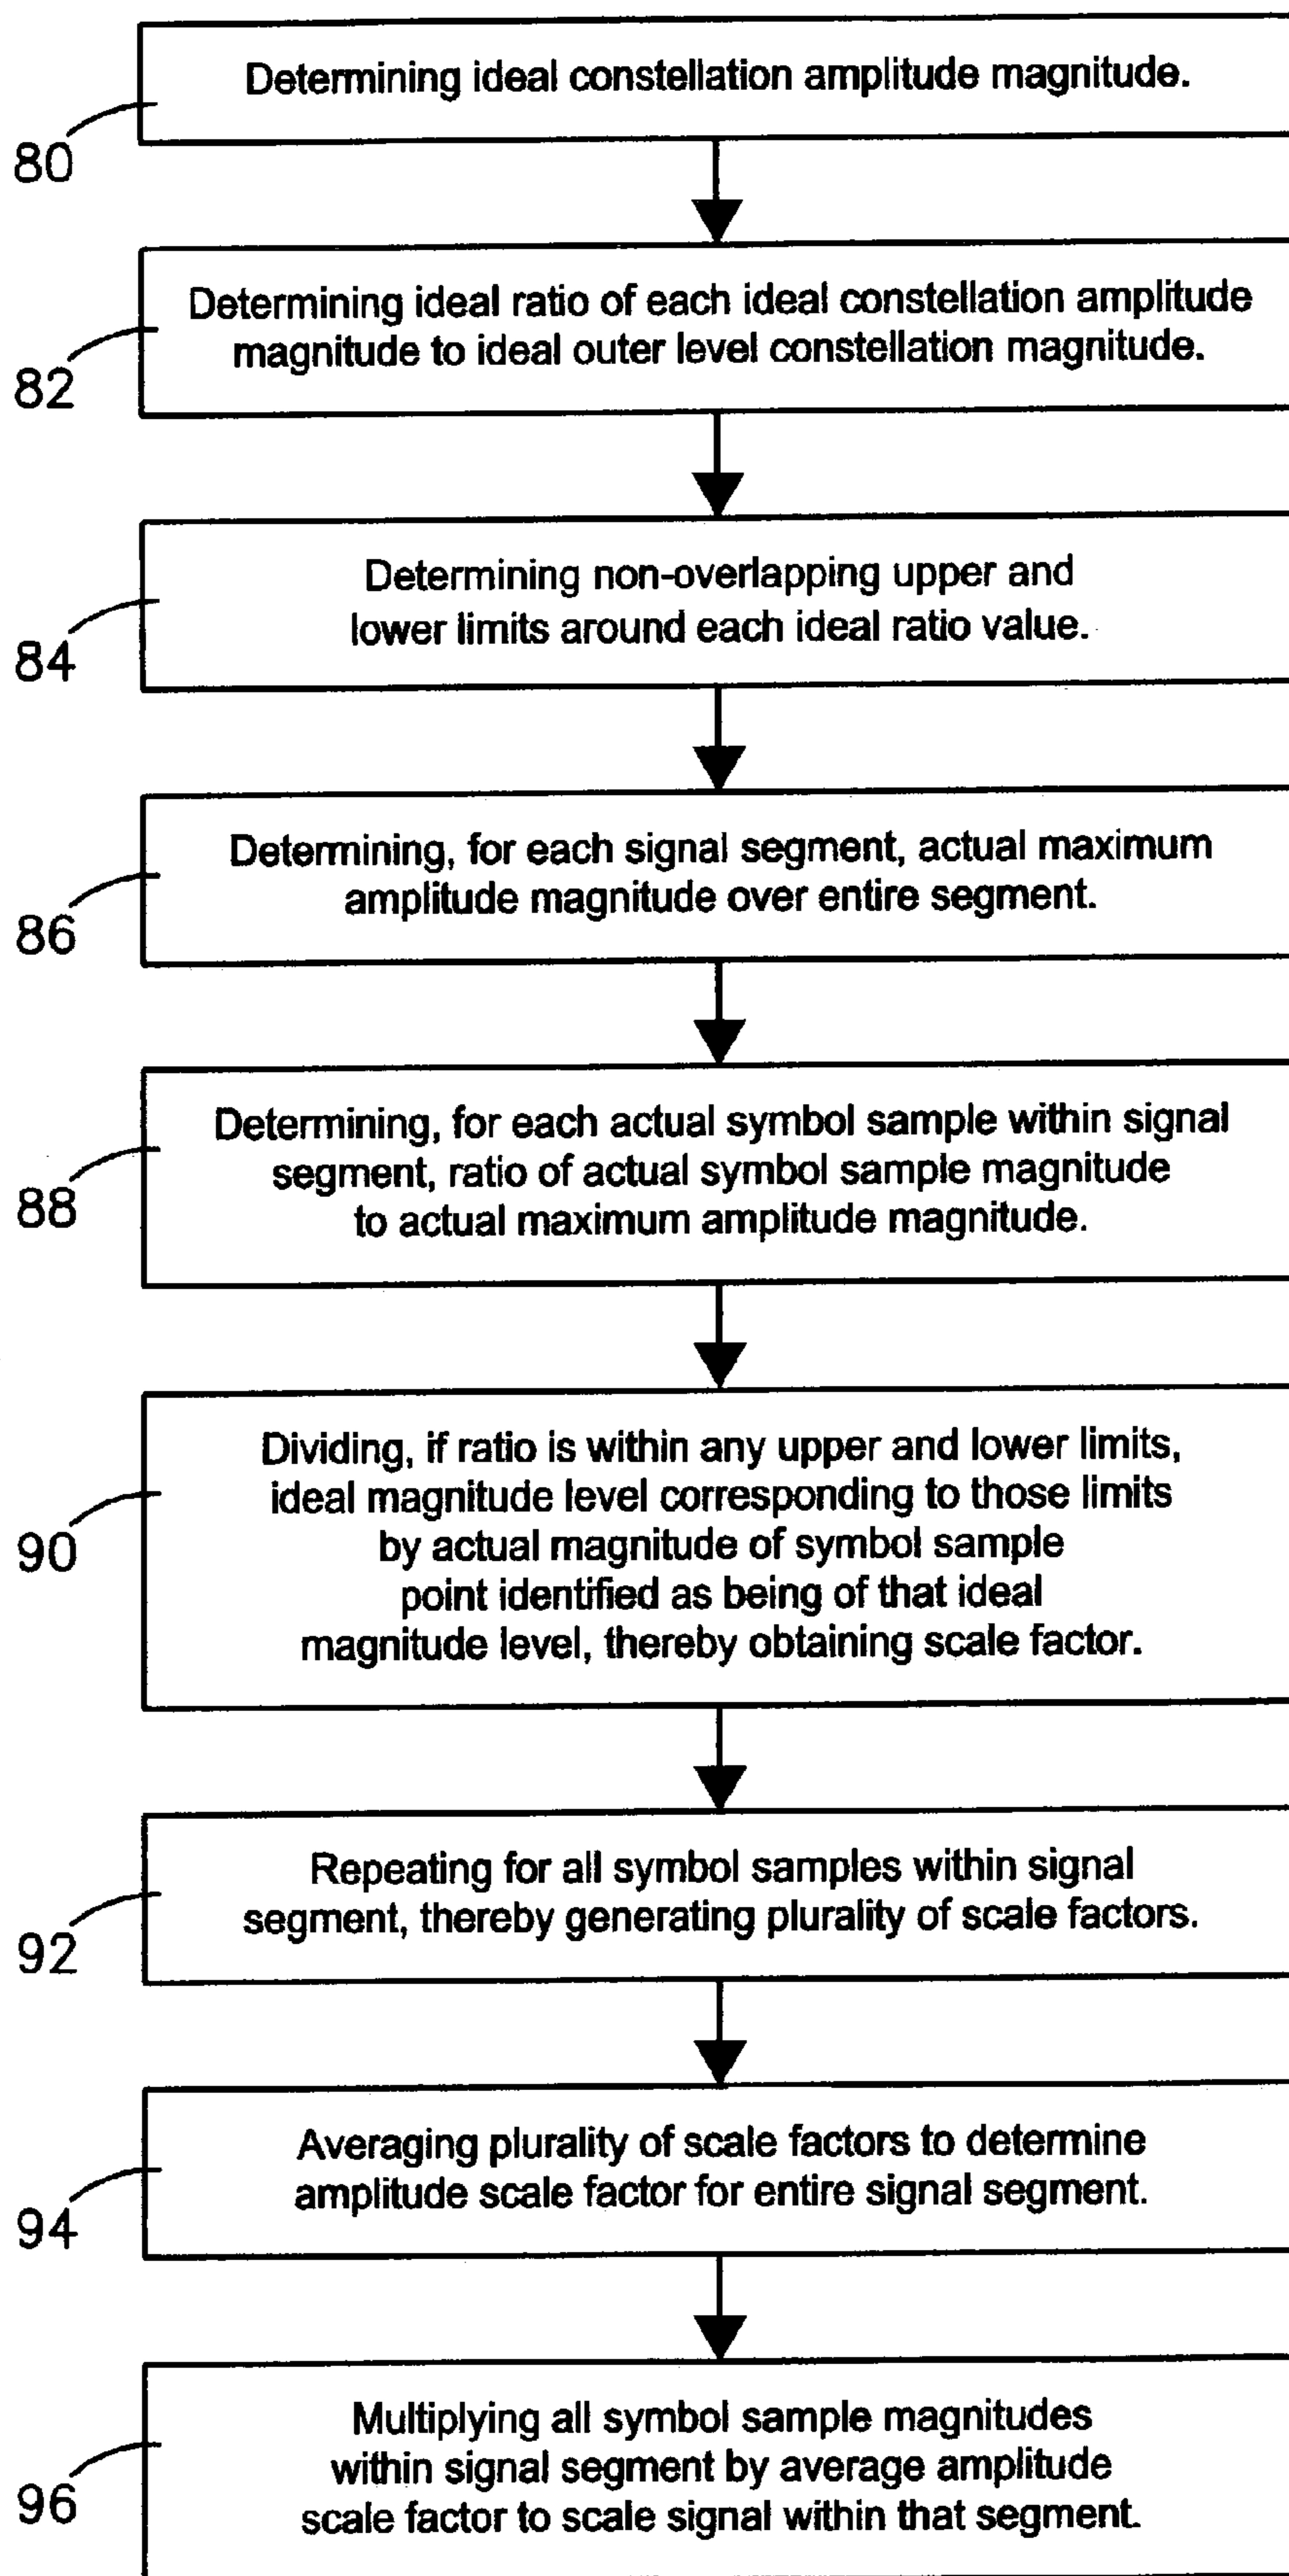 Determining ideal constellation amplitude magnitude.
80
Determining ideal ratio of each ideal constellation amplitude
magnitude to ideal outer level constellation magnitude.
82
Determining non-overlapping upper and
lower limits around each ideal ratio value.
84
Determining, for each signal segment, actual maximum
amplitude magnitude over entire segment.
86
Determining, for each actual symbol sample within signal
segment, ratio of actual symbol sample magnitude
to actual maximum amplitude magnitude.
88
Dividing, if ratio is within any upper and lower limits,
ideal magnitude level corresponding to those limits
by actual magnitude of symbol sample
point identified as being of that ideal
magnitude level, thereby obtaining scale factor.
90
Repeating for all symbol samples within signal
segment, thereby generating plurality of scale factors.
92
Averaging plurality of scale factors to determine
amplitude scale factor for entire signal segment.
94
Multiplying all symbol sample magnitudes
within signal segment by average amplitude
scale factor to scale signal within that segment.
96